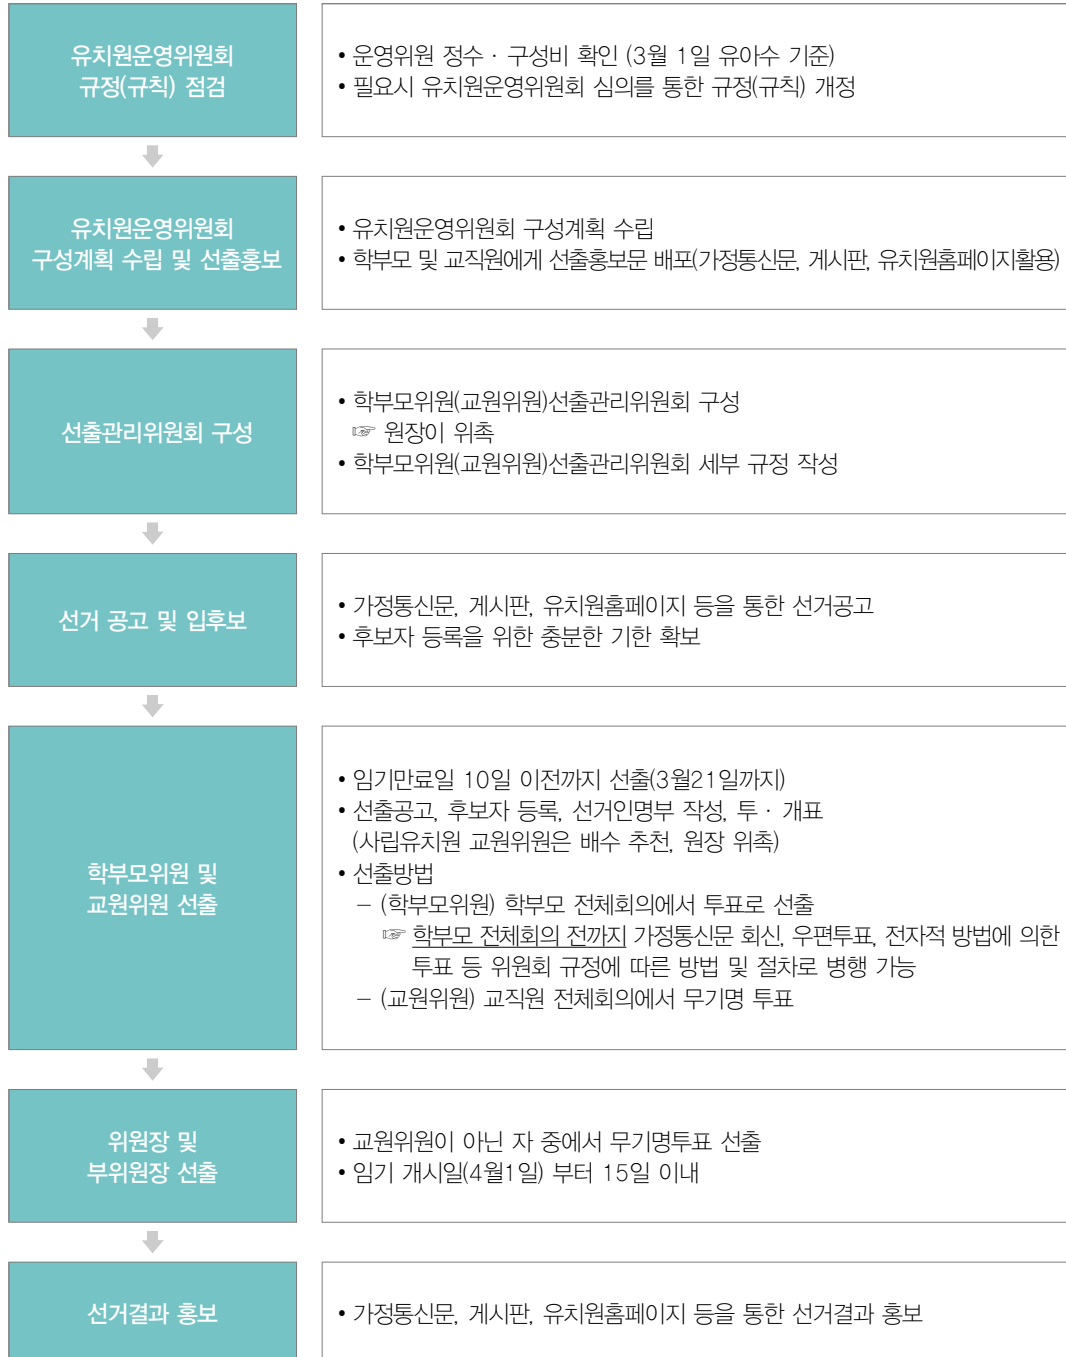 유치원운영위원회
규정(규칙) 점검
• 운영위원 정수 · 구성비 확인 (3월 1일 유아수 기준)
• 필요시 유치원운영위원회 심의를 통한 규정(규칙) 개정
유치원운영위원회
구성계획 수립 및 선출홍보
• 유치원운영위원회 구성계획 수립
• 학부모 및 교직원에게 선출홍보문 배포(가정통신문, 게시판, 유치원홈페이지활용)
선출관리위원회 구성
• 학부모위원(교원위원)선출관리위원회 구성
☞ 원장이 위촉
• 학부모위원(교원위원)선출관리위원회 세부 규정 작성
선거 공고 및 입후보
• 가정통신문, 게시판, 유치원홈페이지 등을 통한 선거공고
• 후보자 등록을 위한 충분한 기한 확보
학부모위원 및
교원위원 선출
• 임기만료일 10일 이전까지 선출(3월21일까지)
• 선출공고, 후보자 등록, 선거인명부 작성, 투 · 개표
(사립유치원 교원위원은 배수 추천, 원장 위촉)
• 선출방법
– (학부모위원) 학부모 전체회의에서 투표로 선출
☞ 학부모 전체회의 전까지 가정통신문 회신, 우편투표, 전자적 방법에 의한
투표 등 위원회 규정에 따른 방법 및 절차로 병행 가능
– (교원위원) 교직원 전체회의에서 무기명 투표
위원장 및
부위원장 선출
• 교원위원이 아닌 자 중에서 무기명투표 선출
• 임기 개시일(4월1일) 부터 15일 이내
선거결과 홍보
• 가정통신문, 게시판, 유치원홈페이지 등을 통한 선거결과 홍보